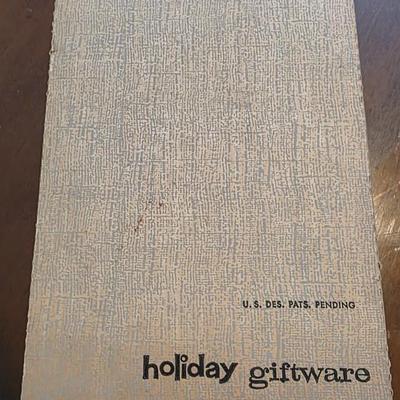 U. S. DES. PATS. PENDING
holiday giftware